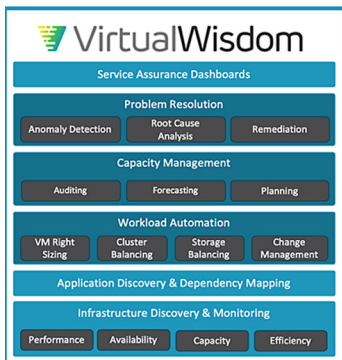 VirtualWisdom
Service Assurance Dashboards
Problem Resolution
Anomaly Detection
Root Cause
Analysis
Remediation
Capacity Management
Auditing
Forecasting
Planning
Workload Automation
VM Right
Sizing
Cluster
Balancing
Storage
Balancing
Change
Management
Application Discovery & Dependency Mapping
Infrastructure Discovery & Monitoring
Performance
Availability
Capacity
Efficiency